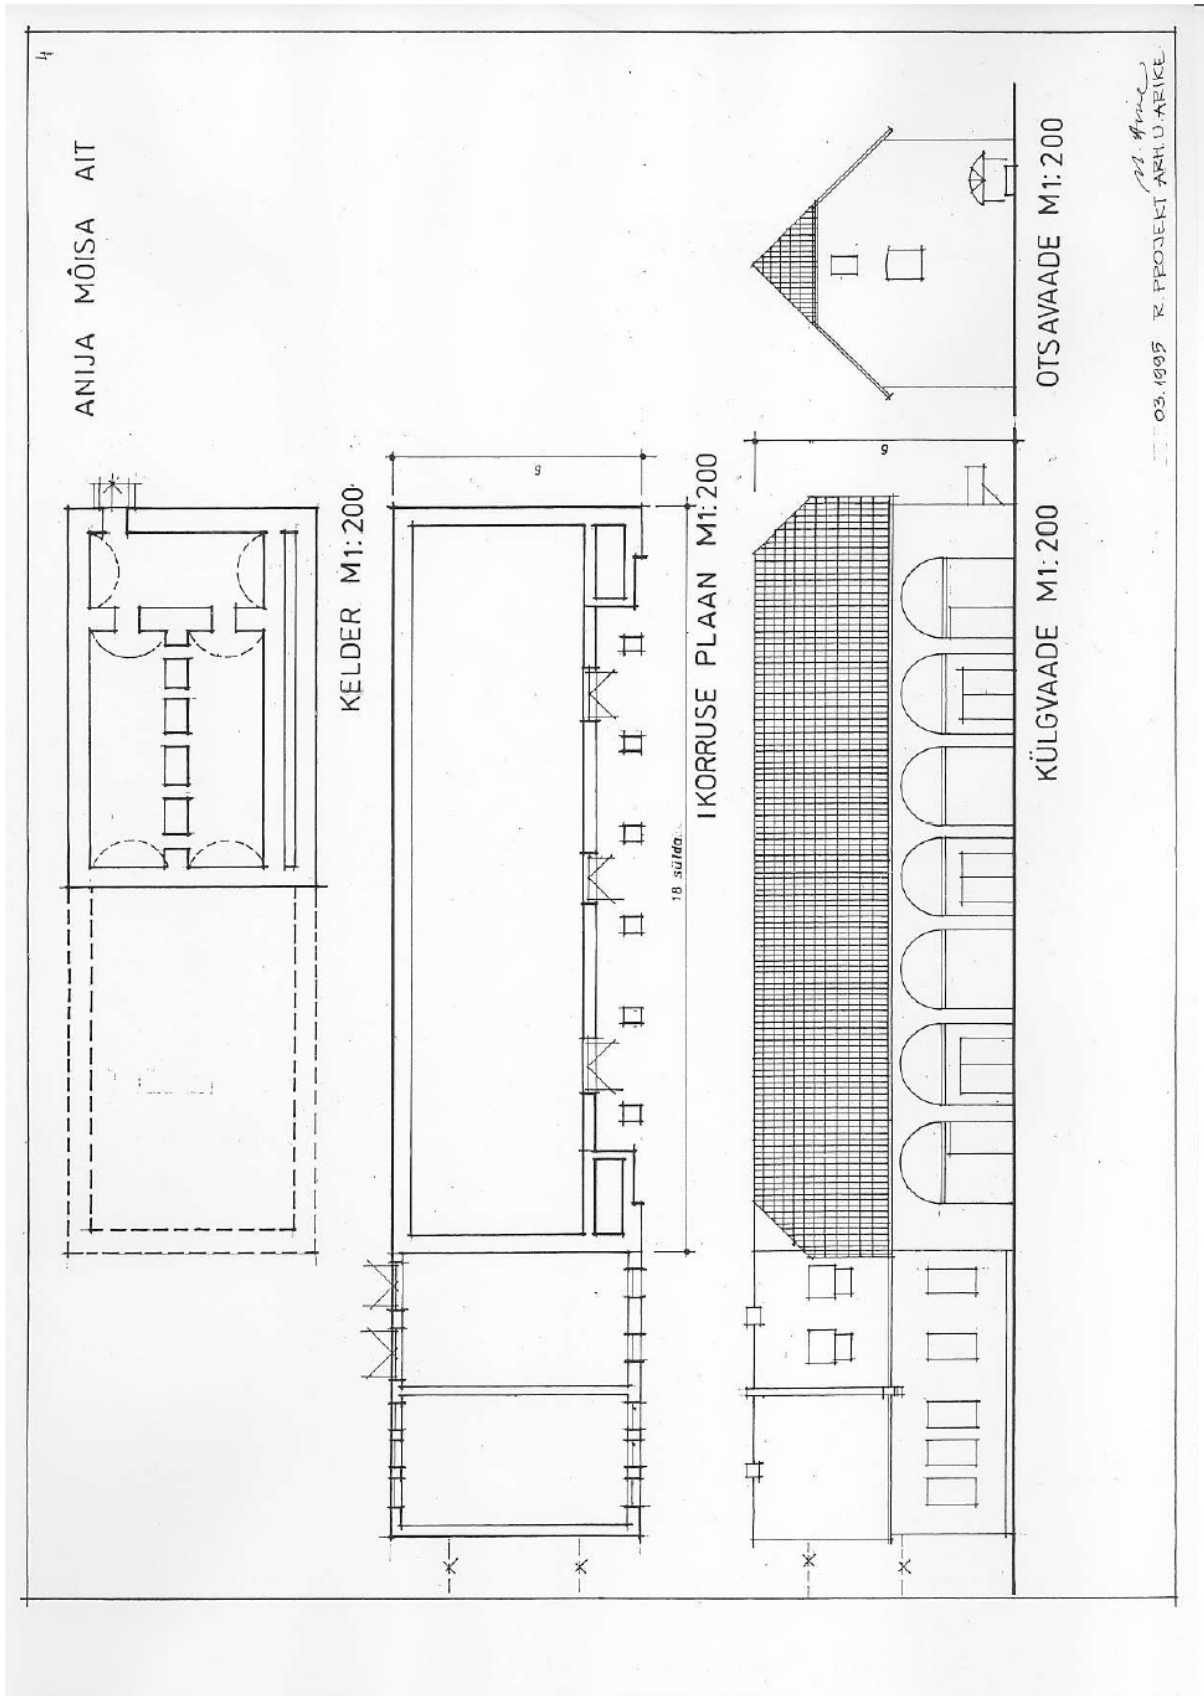 4
ANIJA MÕISA AIT
KELDER M1:200
6
18 sülda
I KORRUSE PLAAN M1:200
6
KÜLGVAADE M1:200
OTSAVAADE M1:200
03.1995 R. PROJEKT ARH. U. ARIKE